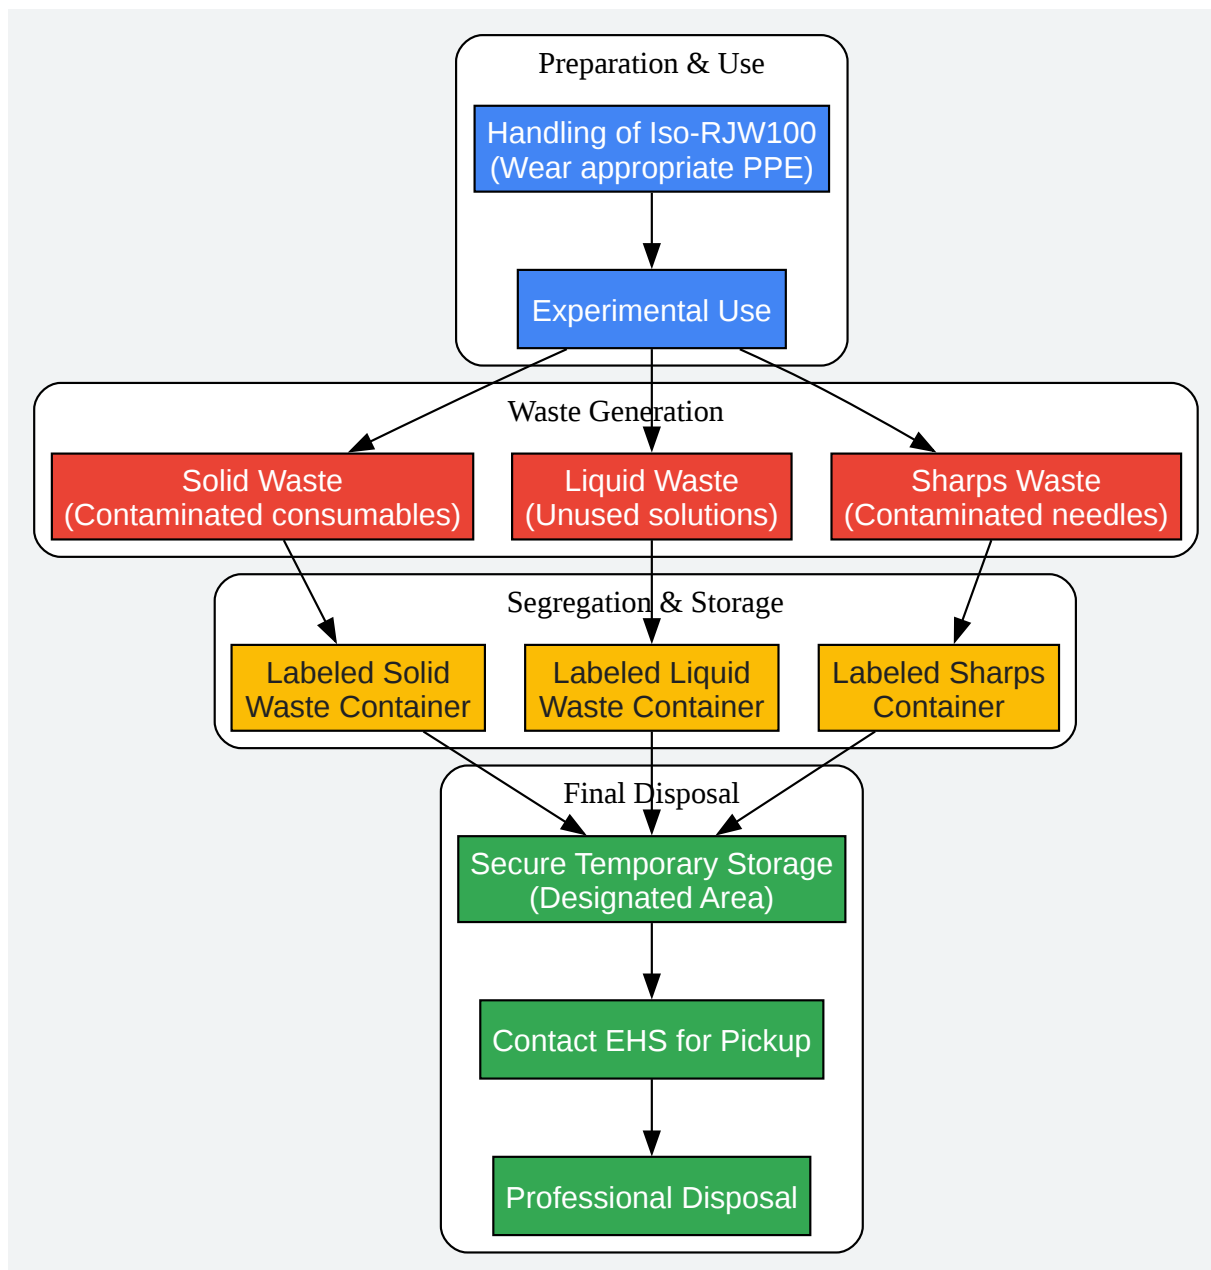 Preparation & Use
Handling of Iso-RJW100
(Wear appropriate PPE)
Experimental Use
Waste Generation
Solid Waste
(Contaminated consumables)
Liquid Waste
(Unused solutions)
Sharps Waste
(Contaminated needles)
Segregation & Storage
Labeled Solid
Waste Container
Labeled Liquid
Waste Container
Labeled Sharps
Container
Final Disposal
Secure Temporary Storage
(Designated Area)
Contact EHS for Pickup
Professional Disposal